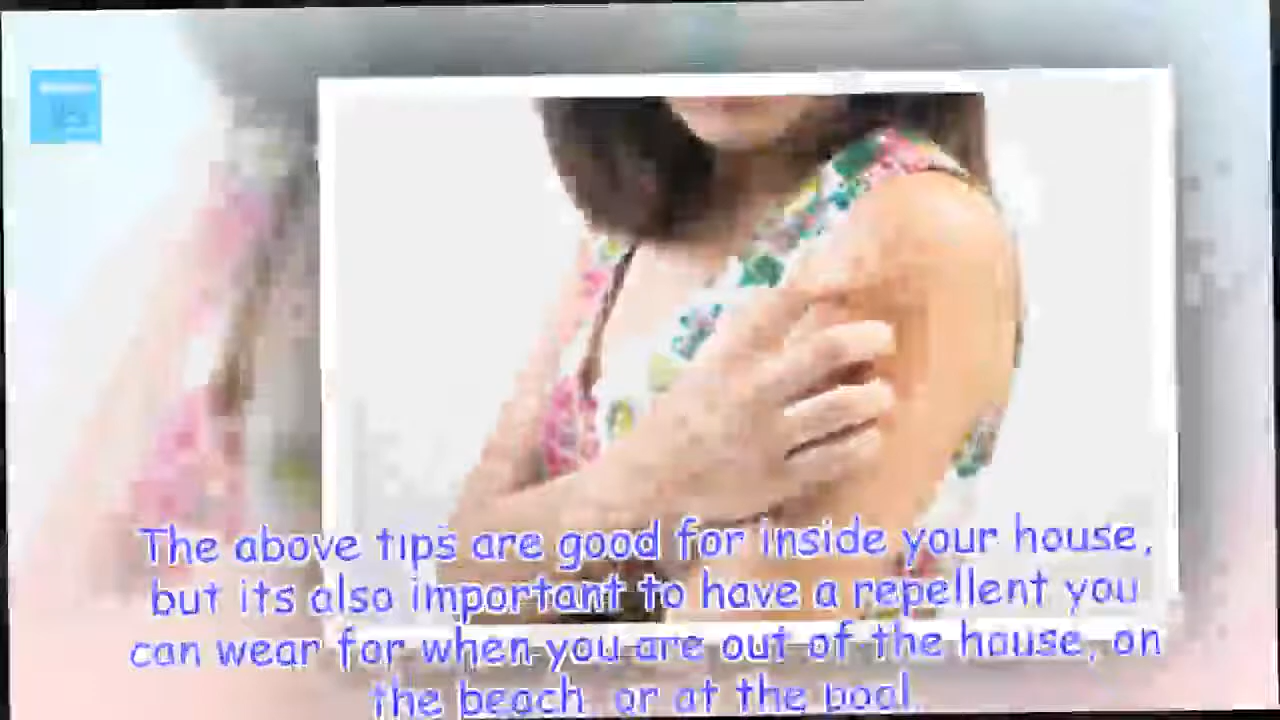 The above tips are good for inside your house,
but its also important to have a repellent you
can wear for when you are out of the house, on
the beach, or at the pool.